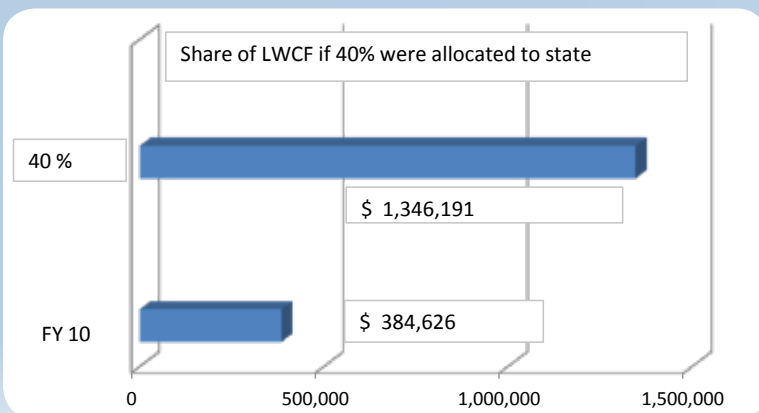 Share of LWCF if 40% were allocated to state
40 %
$ 1,346,191
FY 10
$ 384,626
0 500,000 1,000,000 1,500,000